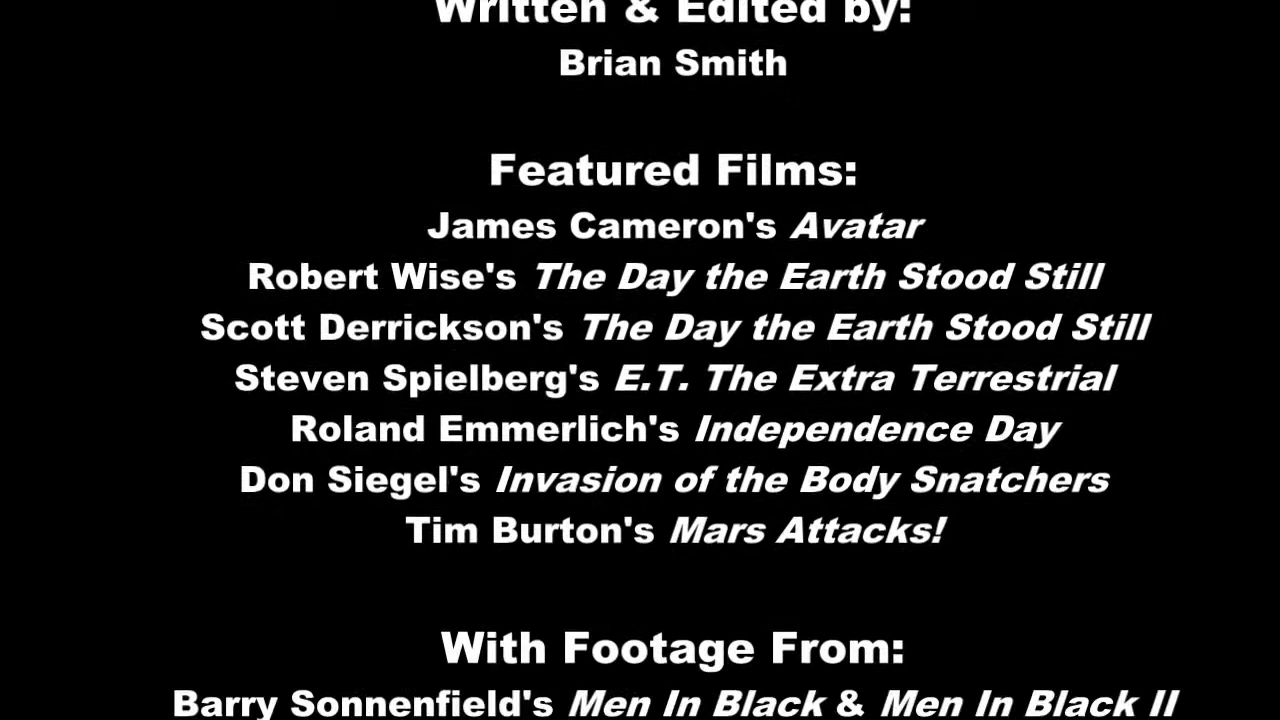 Written & Edited by:
Brian Smith
Featured Films:
James Cameron's Avatar
Robert Wise's The Day the Earth Stood Still
Scott Derrickson's The Day the Earth Stood Still
Steven Spielberg's E.T. The Extra Terrestrial
Roland Emmerlich's Independence Day
Don Siegel's Invasion of the Body Snatchers
Tim Burton's Mars Attacks!
With Footage From:
Barry Sonnenfield's Men In Black & Men In Black II